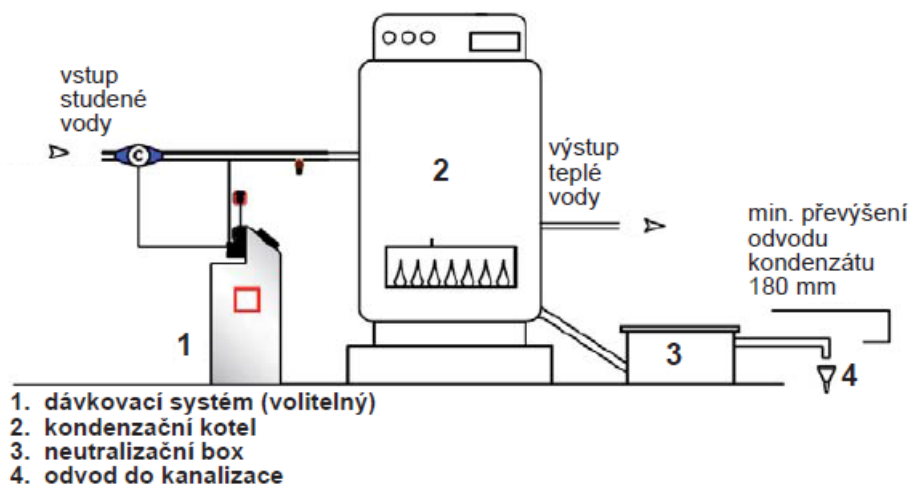 vstup
studené
vody
C
2
výstup
teplé
vody
min. převýšení
odvodu
kondenzátu
180 mm
1
3
4
1. dávkovací systém (volitelný)
2. kondenzační kotel
3. neutralizační box
4. odvod do kanalizace